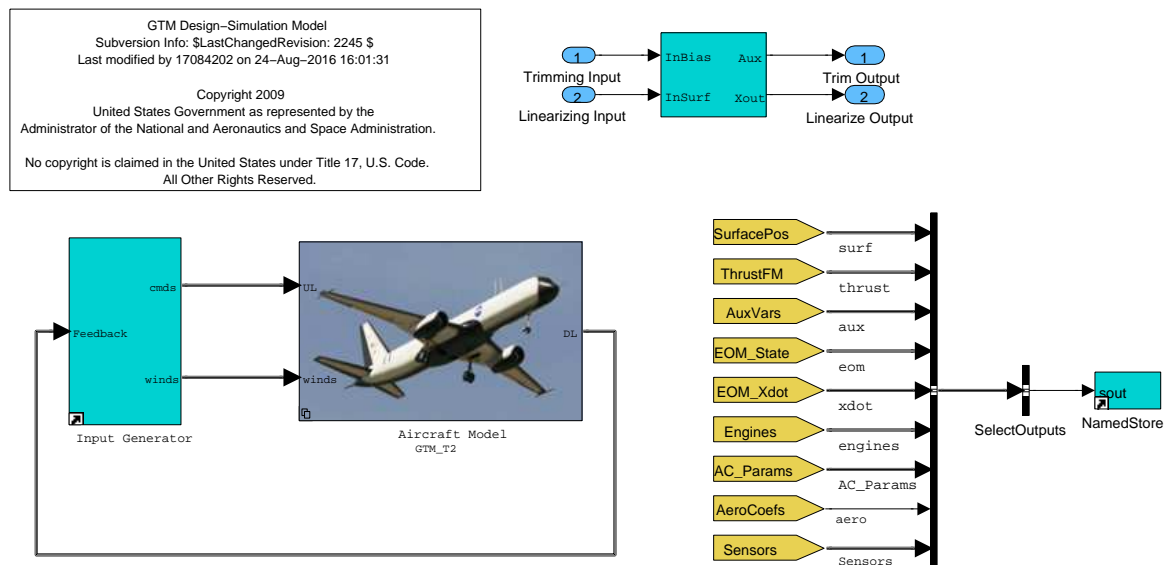 GTM Design−Simulation Model
Subversion Info: $LastChangedRevision: 2245 $
Last modified by 17084202 on 24−Aug−2016 16:01:31
Copyright 2009
United States Government as represented by the
Administrator of the National and Aeronautics and Space Administration.
No copyright is claimed in the United States under Title 17, U.S. Code.
All Other Rights Reserved.
1
Trimming Input
2
Linearizing Input
InBias
Aux
InSurf
Xout
1
Trim Output
2
Linearize Output
Feedback
cmds
winds
Input Generator
UL
winds
DL
Aircraft Model
GTM_T2
SurfacePos
surf
ThrustFM
thrust
AuxVars
aux
EOM_State
eom
EOM_Xdot
xdot
Engines
engines
AC_Params
AC_Params
AeroCoefs
aero
Sensors
Sensors
SelectOutputs
sout
NamedStore